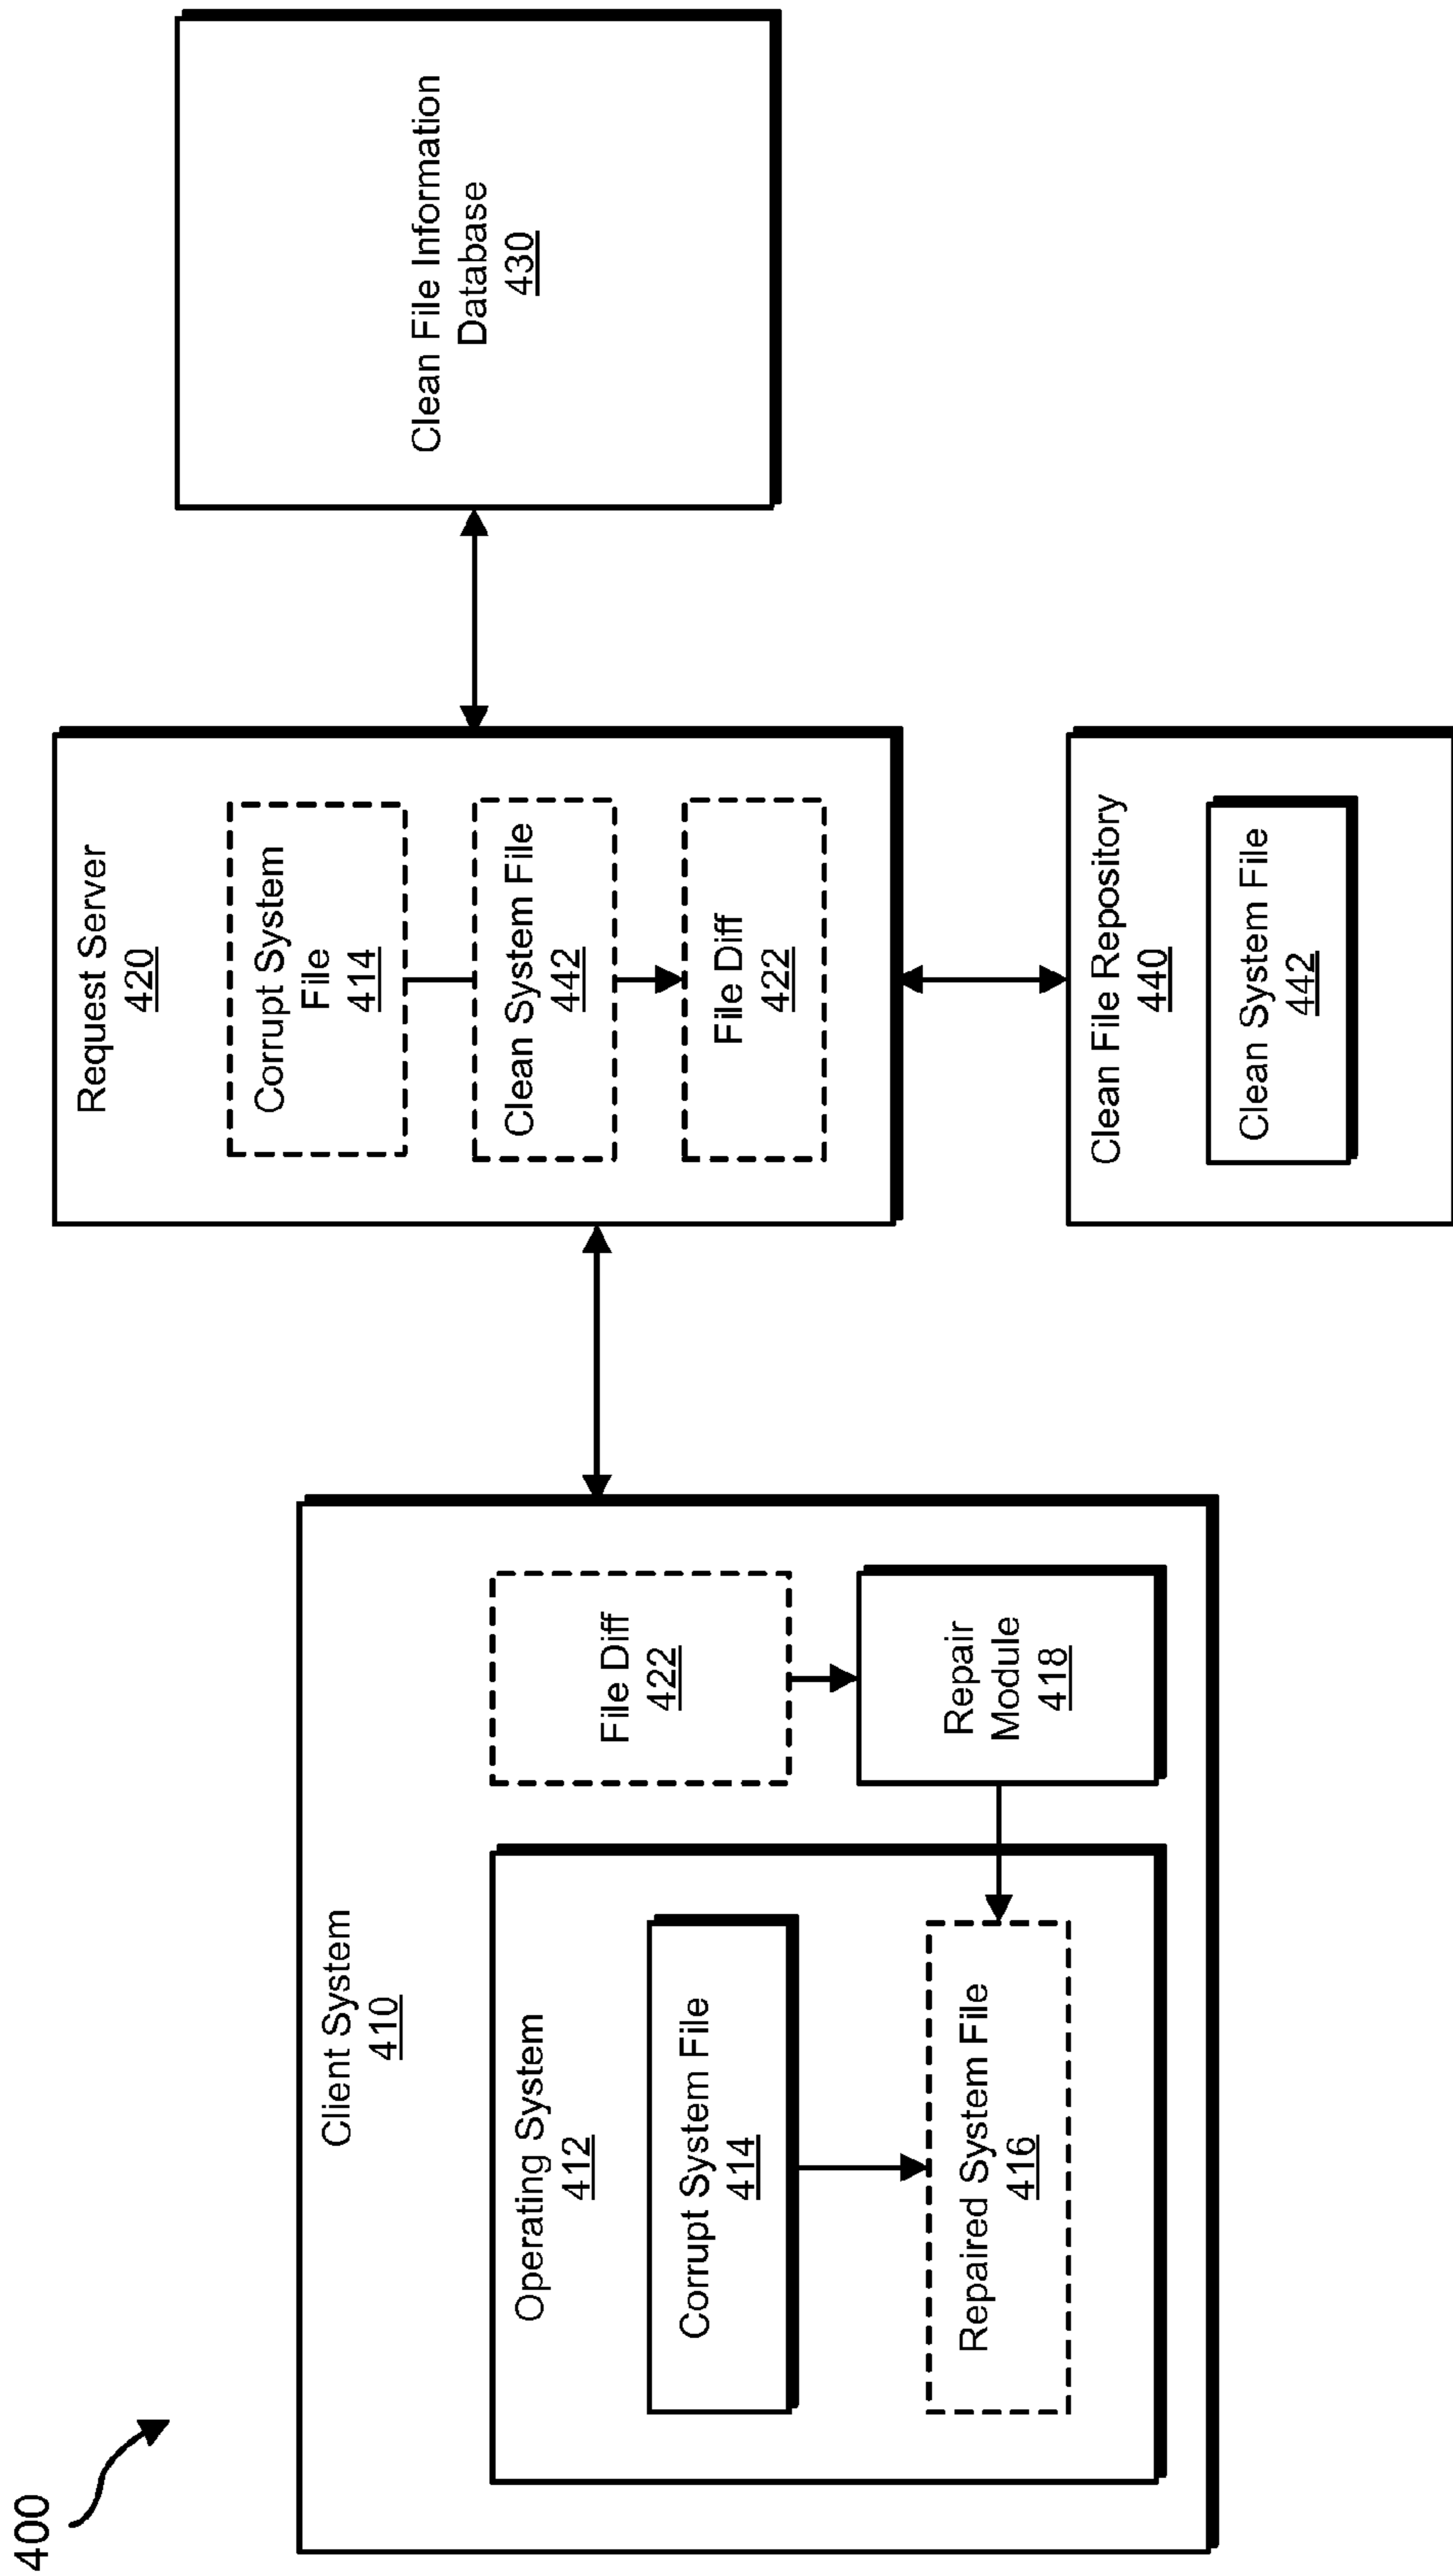 400
Client System
410
Operating System
412
Corrupt System File
414
Repaired System File
416
File Diff
422
Repair
Module
418
Request Server
420
Corrupt System
File
414
Clean System File
442
File Diff
422
Clean File Information
Database
430
Clean File Repository
440
Clean System File
442